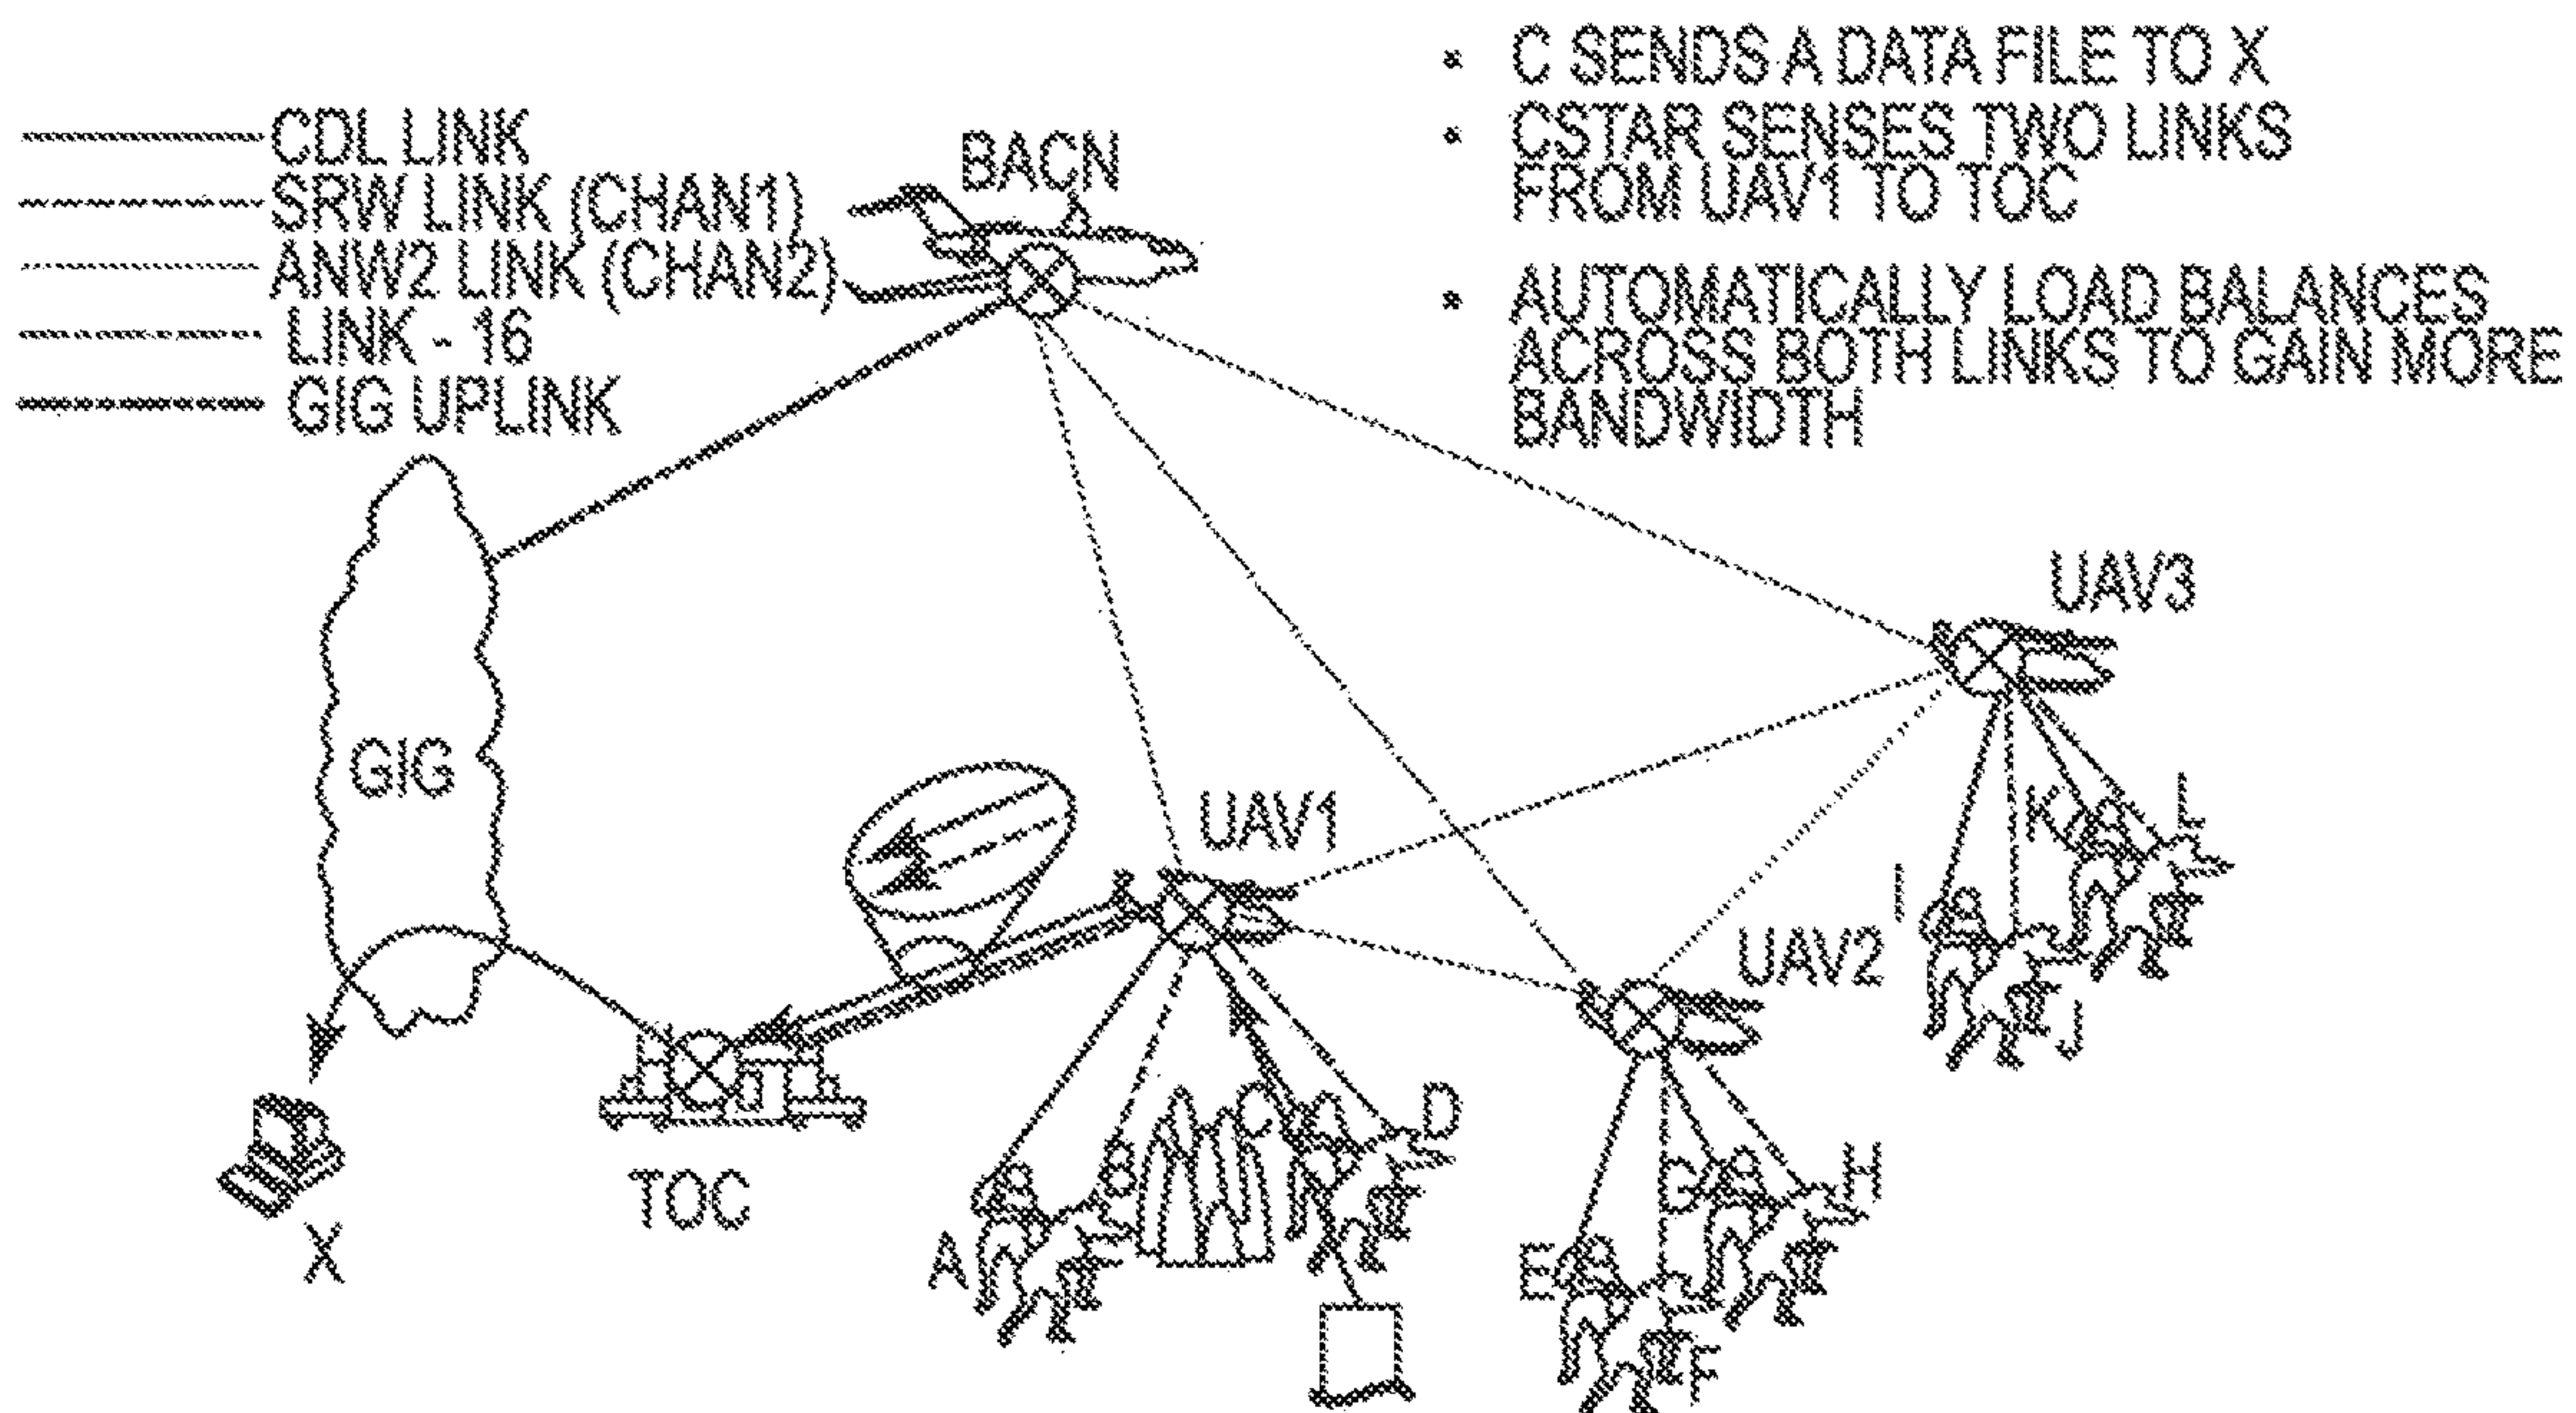 CDL LINK
SRW LINK (CHAN1)
ANW2 LINK (CHAN2)
LINK - 16
GIG UPLINK
BACN
• C SENDS A DATA FILE TO X
• CSTAR SENSES TWO LINKS
FROM UAV1 TO TOC
• AUTOMATICALLY LOAD BALANCES
ACROSS BOTH LINKS TO GAIN MORE
BANDWIDTH
UAV3
GIG
UAV1
K
L
I
UAV2
J
C
D
B
TOC
G
H
A
X
E
F